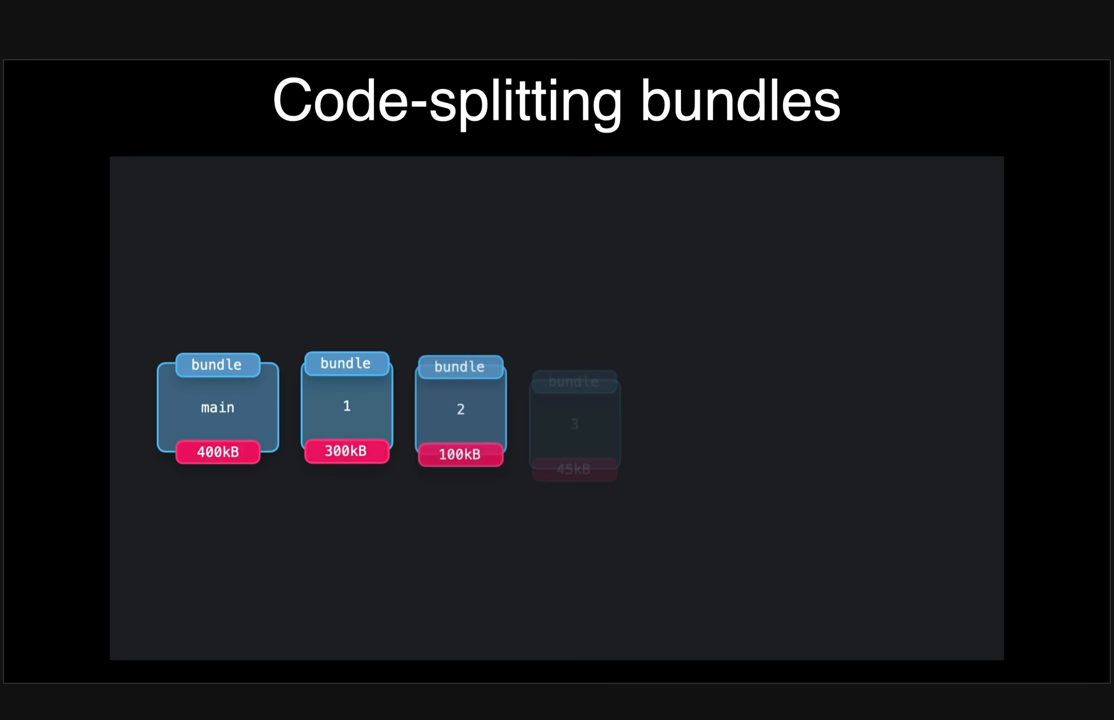 Code-splitting bundles
bundle
main
400kB
bundle
1
300kB
bundle
2
100kB
bundle
3
45kB